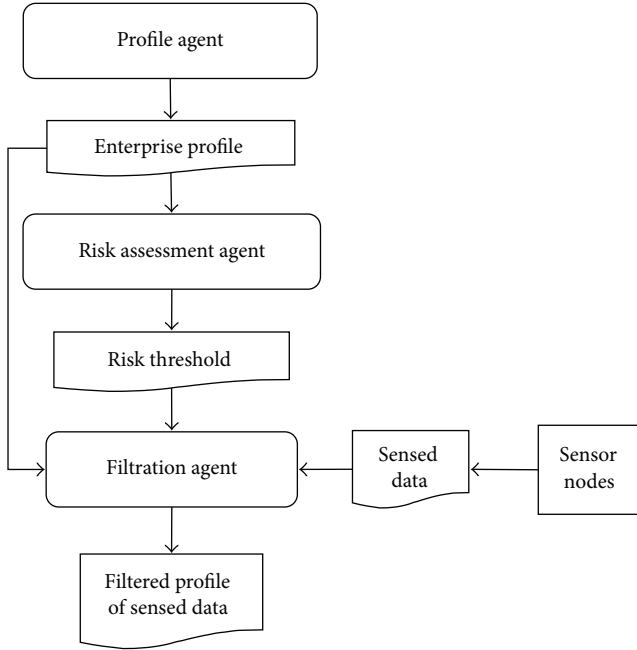 Profile agent
Enterprise profile
Risk assessment agent
Risk threshold
Filtration agent
Sensed
data
Sensor
nodes
Filtered profile
of sensed data